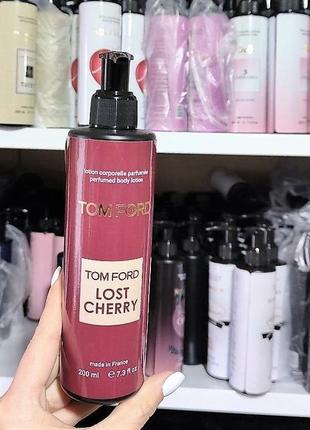 lotion corporelle parfumée
perfumed body lotion
TOM FORD
TOM FORD
LOST
CHERRY
made in France
200 ml e 7.3 fl oz